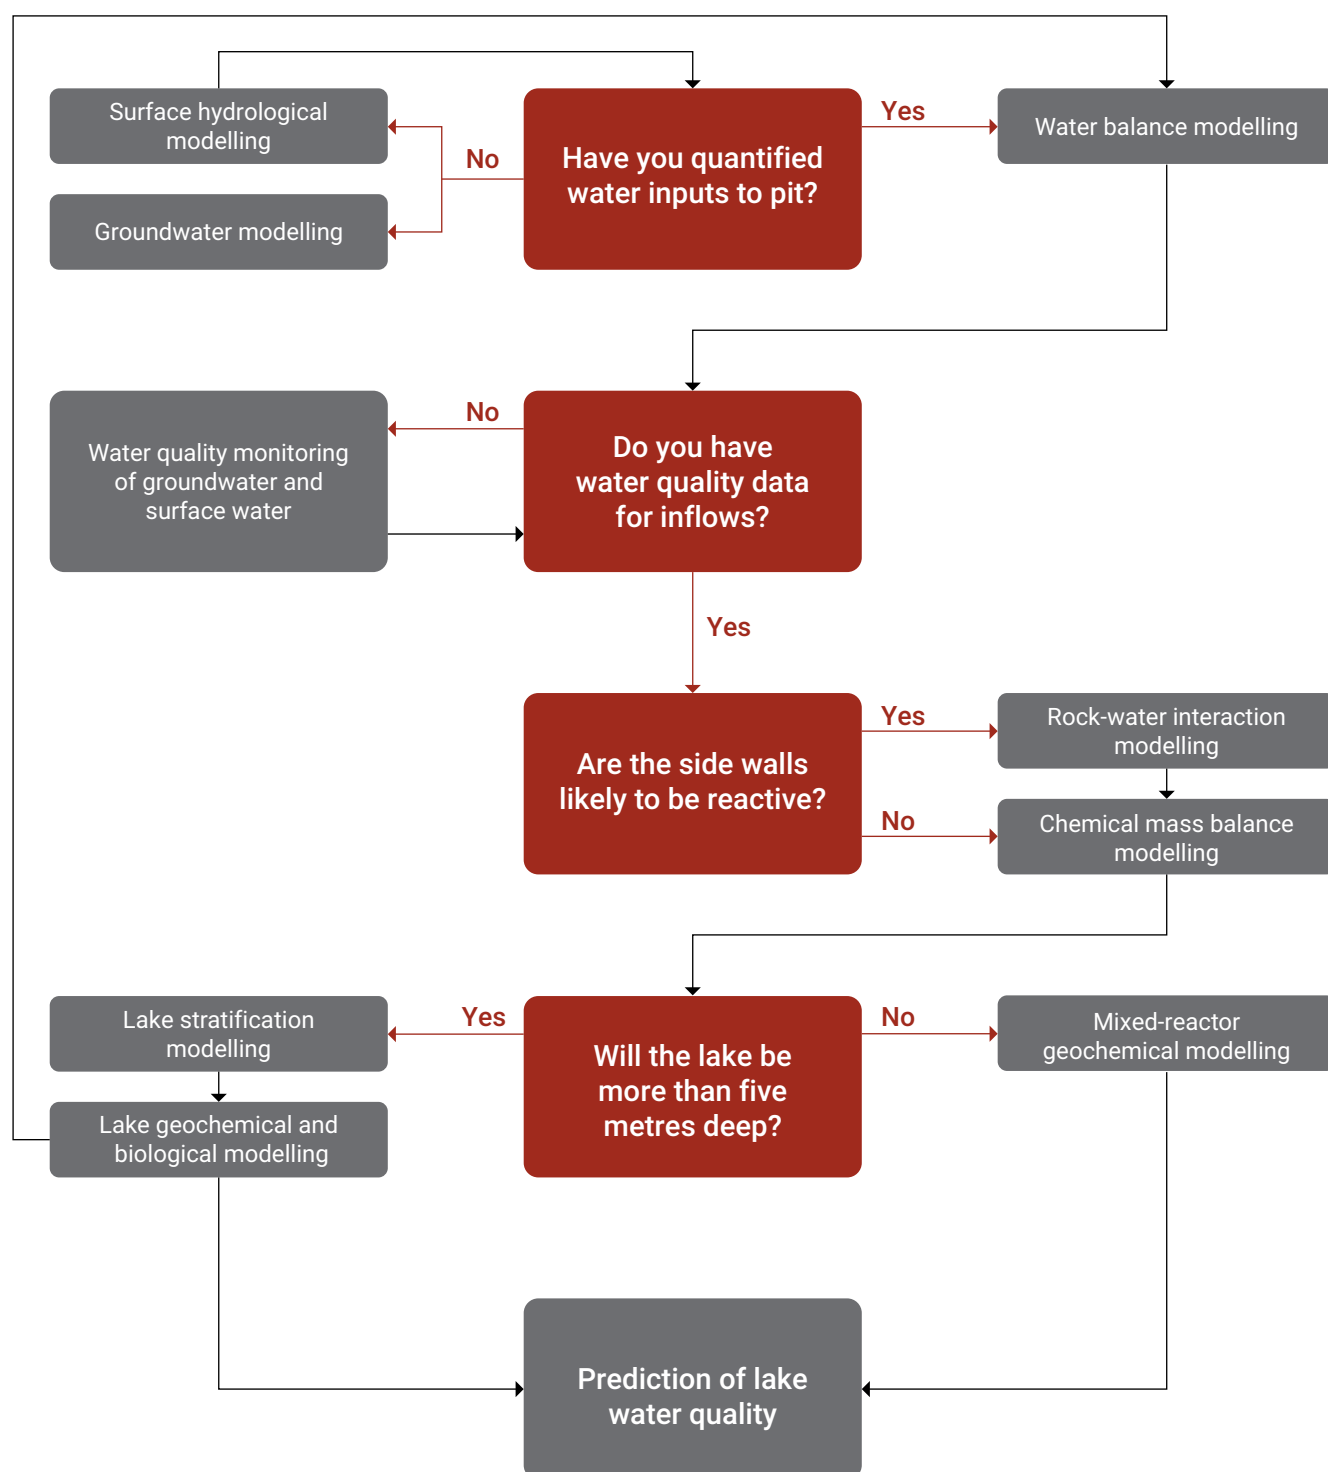 Surface hydrological
modelling
No
Groundwater modelling
Have you quantified
water inputs to pit?
Yes
Water balance modelling
Water quality monitoring
of groundwater and
surface water
No
Do you have
water quality data
for inflows?
Yes
Are the side walls
likely to be reactive?
Yes
Rock-water interaction
modelling
No
Chemical mass balance
modelling
Lake stratification
modelling
Yes
Lake geochemical and
biological modelling
Will the lake be
more than five
metres deep?
No
Mixed-reactor
geochemical modelling
Prediction of lake
water quality